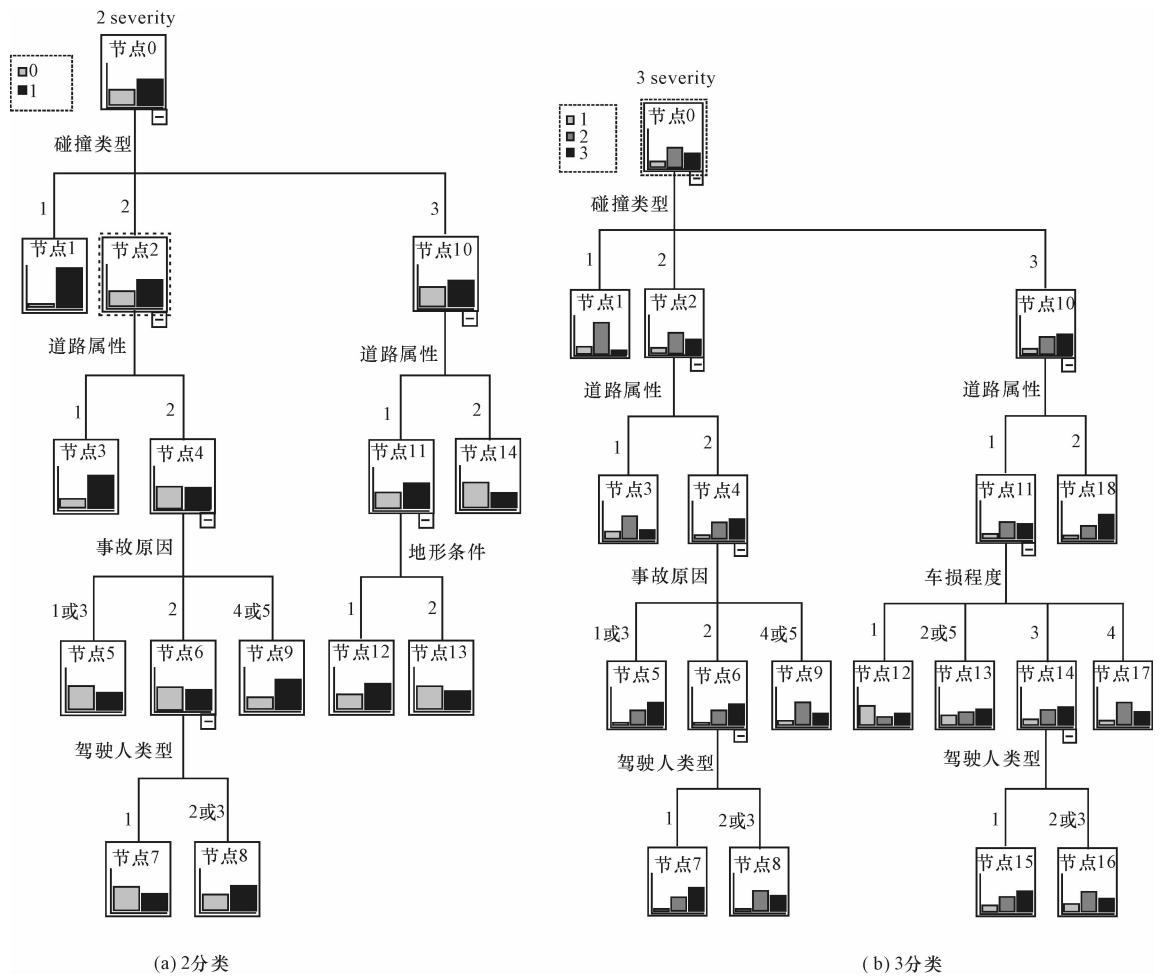 2 severity
节点0
0
1
碰撞类型
1
2
3
节点1
节点2
节点10
道路属性
道路属性
1
2
1
2
节点3
节点4
节点11
节点14
事故原因
地形条件
1或3
2
4或5
1
2
节点5
节点6
节点9
节点12
节点13
驾驶人类型
1
2或3
节点7
节点8
(a) 2分类
3 severity
节点0
1
2
3
碰撞类型
1
2
3
节点1
节点2
节点10
道路属性
道路属性
1
2
1
2
节点3
节点4
节点11
节点18
事故原因
车损程度
1或3
2
4或5
1
2或5
3
4
节点5
节点6
节点9
节点12
节点13
节点14
节点17
驾驶人类型
驾驶人类型
1
2或3
1
2或3
节点7
节点8
节点15
节点16
(b) 3分类